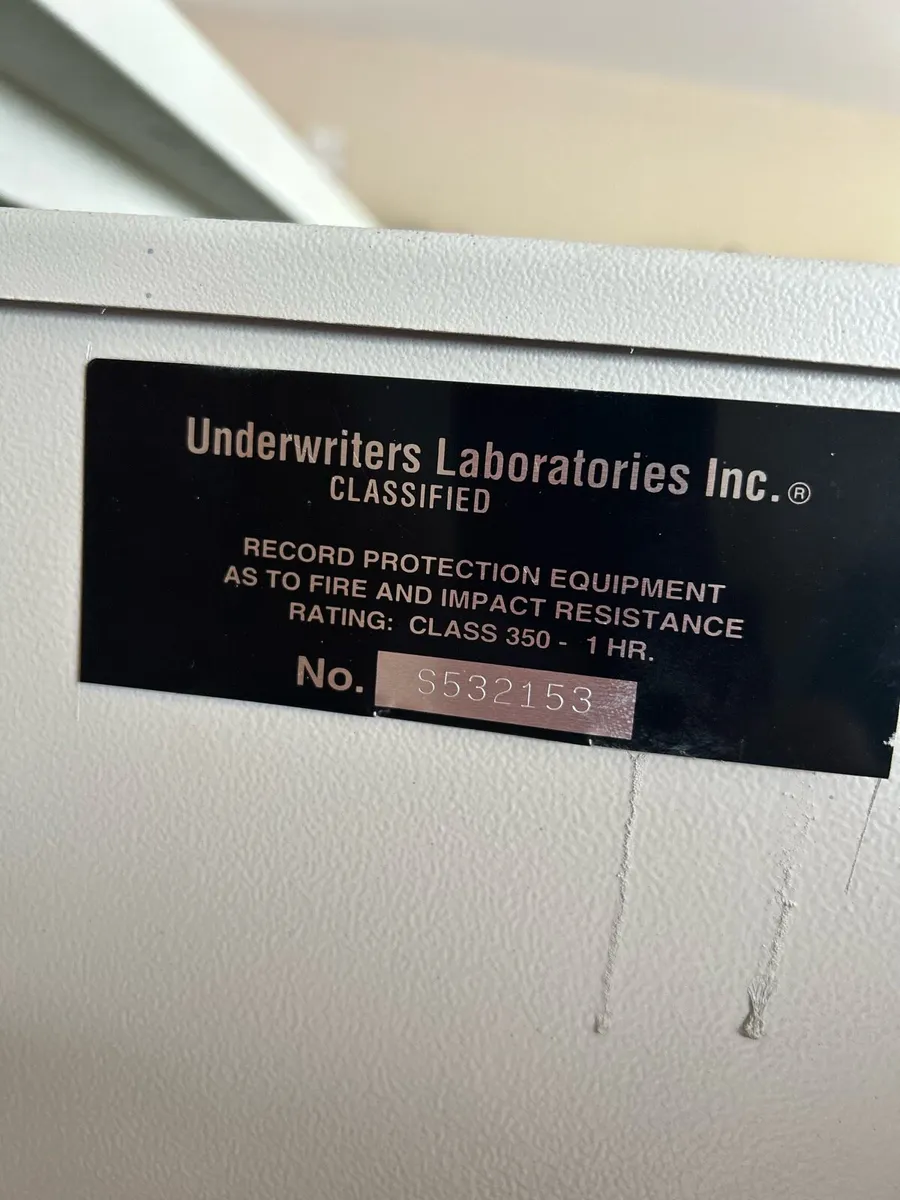 Underwriters Laboratories Inc.®
CLASSIFIED
RECORD PROTECTION EQUIPMENT
AS TO FIRE AND IMPACT RESISTANCE
RATING: CLASS 350 - 1 HR.
No. S532153